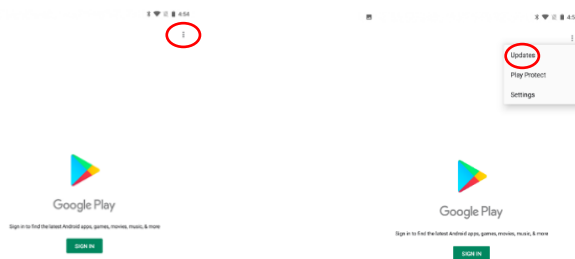 4:54
Google Play
Sign in to find the latest Android apps, games, movies, music, & more
SIGN IN
4:5
Updates
Play Protect
Settings
Google Play
Sign in to find the latest Android apps, games, movies, music, & more
SIGN IN